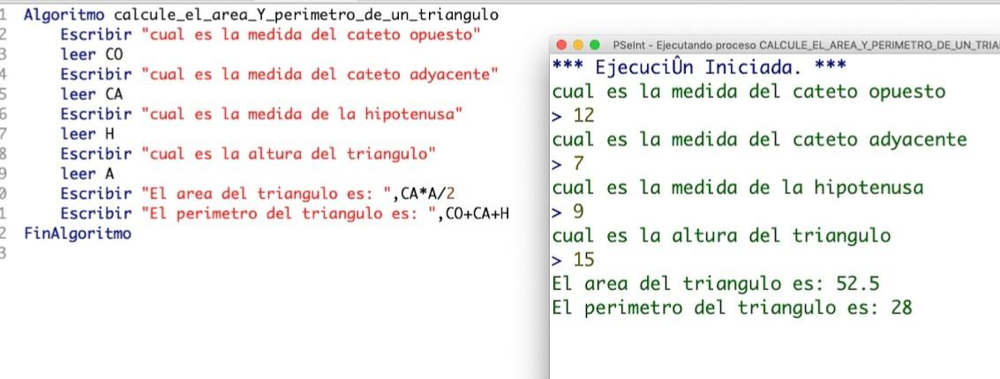 1 Algoritmo calcule_el_area_Y_perimetro_de_un_triangulo
2 Escribir "cual es la medida del cateto opuesto"
3 leer CO
4 Escribir "cual es la medida del cateto adyacente"
5 leer CA
6 Escribir "cual es la medida de la hipotenusa"
7 leer H
8 Escribir "cual es la altura del triangulo"
9 leer A
0 Escribir "El area del triangulo es: ",CA*A/2
1 Escribir "El perimetro del triangulo es: ",CO+CA+H
2 FinAlgoritmo
3
PSeInt - Ejecutando proceso CALCULE_EL_AREA_Y_PERIMETRO_DE_UN_TRIA
*** EjecuciÛn Iniciada. ***
cual es la medida del cateto opuesto
> 12
cual es la medida del cateto adyacente
> 7
cual es la medida de la hipotenusa
> 9
cual es la altura del triangulo
> 15
El area del triangulo es: 52.5
El perimetro del triangulo es: 28